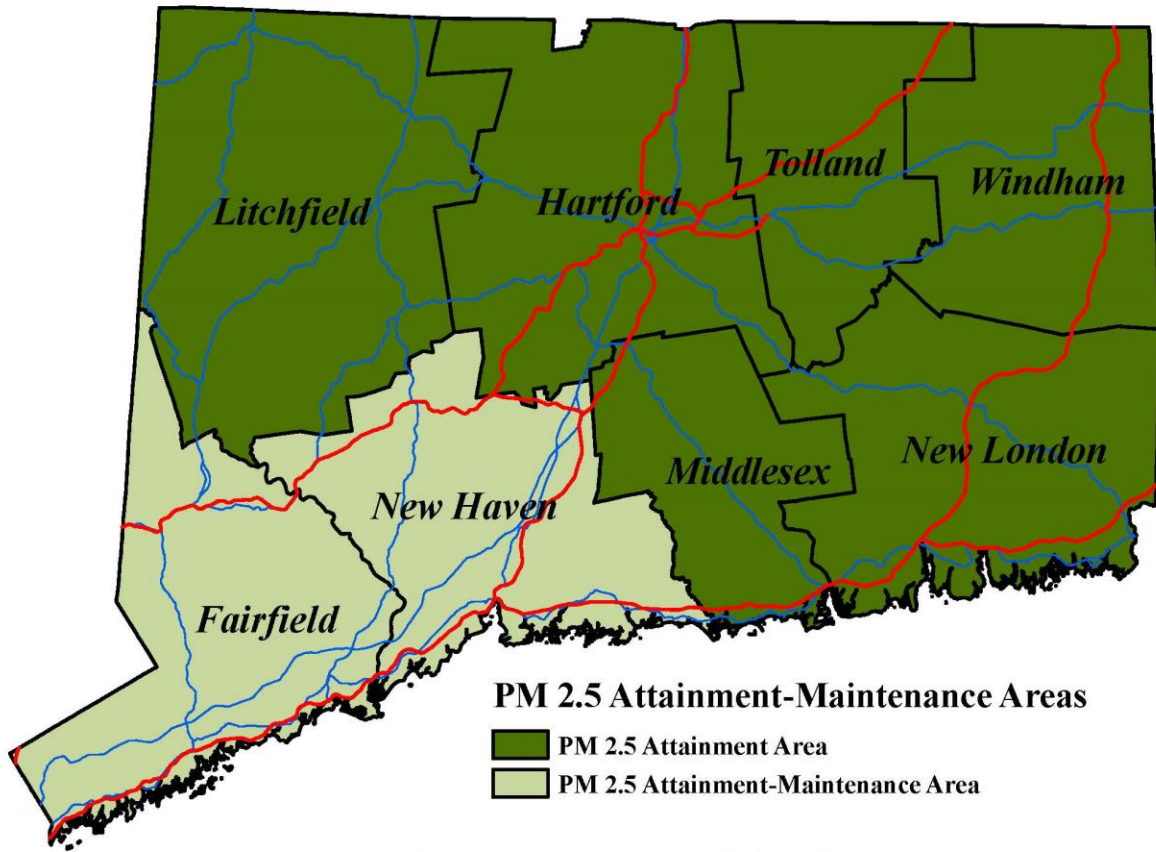 Tolland
Windham
Litchfield
Hartford
New London
Middlesex
New Haven
Fairfield
PM 2.5 Attainment-Maintenance Areas
PM 2.5 Attainment Area
PM 2.5 Attainment-Maintenance Area